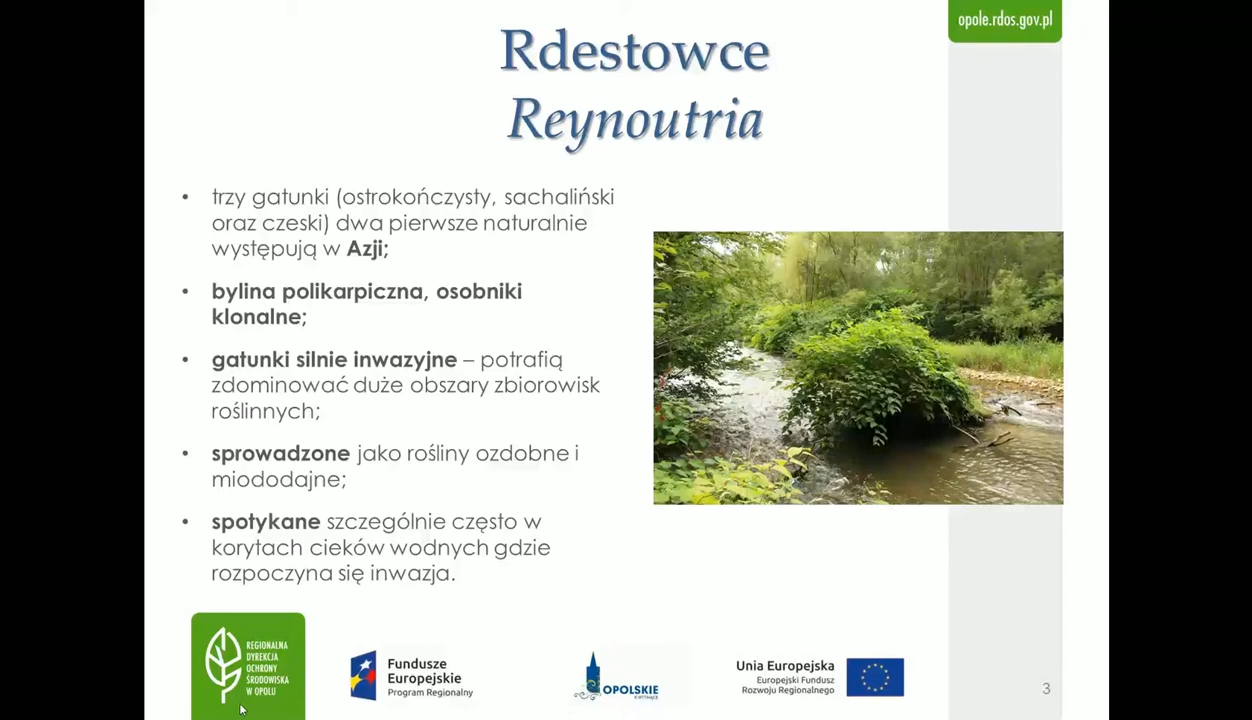 opole.rdos.gov.pl
Rdestowce
Reynoutria
• trzy gatunki (ostrokończysty, sachaliński
oraz czeski) dwa pierwsze naturalnie
występują w Azji;
• bylina polikarpiczna, osobniki
klonalne;
• gatunki silnie inwazyjne – potrafią
zdominować duże obszary zbiorowisk
roślinnych;
• sprowadzone jako rośliny ozdobne i
miododajne;
• spotykane szczególnie często w
korytach cieków wodnych gdzie
rozpoczyna się inwazja.
REGIONALNA
DYREKCJA
OCHRONY
ŚRODOWISKA
W OPOLU
Fundusze
Europejskie
Program Regionalny
OPOLSKIE
Unia Europejska
Europejski Fundusz
Rozwoju Regionalnego
3